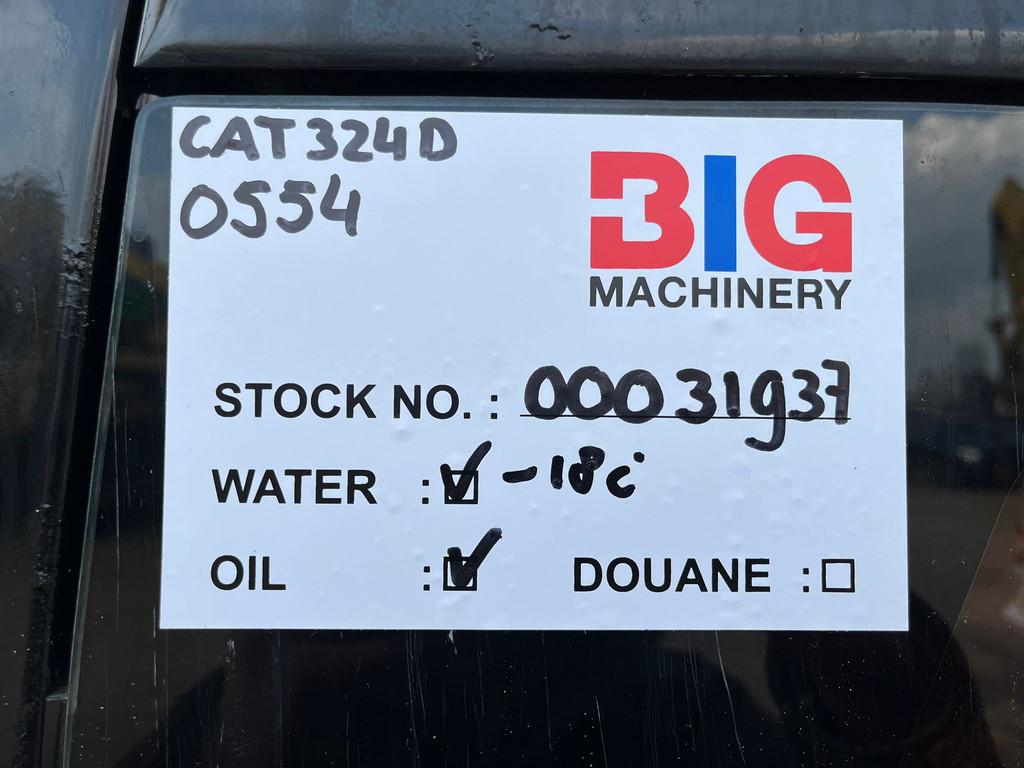 CAT 324D
0554
BIG
MACHINERY
STOCK NO. : 00031937
WATER : ☑ -18c°
OIL : ☑ DOUANE : ☐